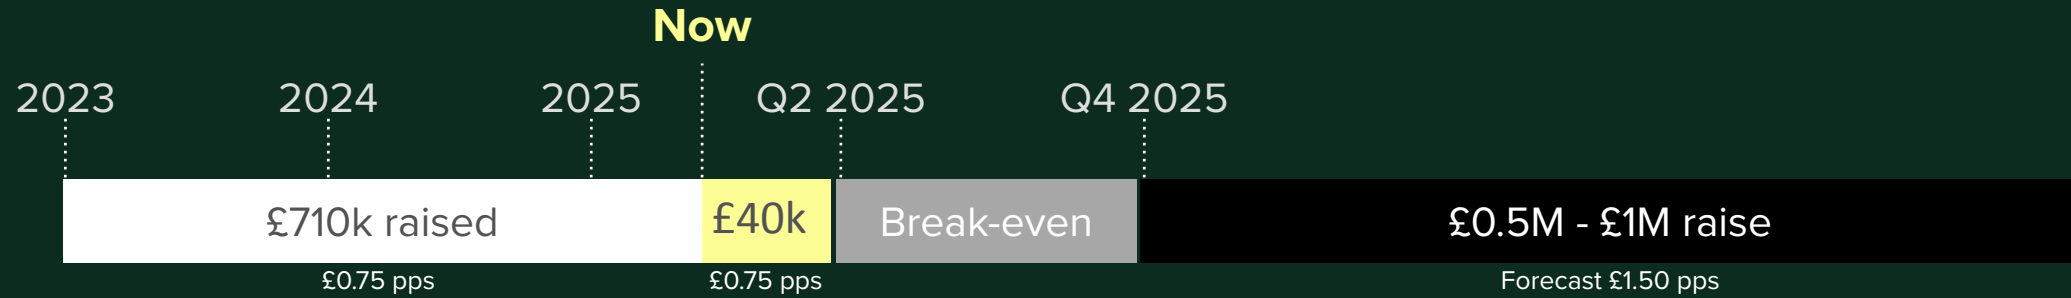 Now
2023 2024 2025 Q2 2025 Q4 2025
£710k raised £40k Break-even £0.5M - £1M raise
£0.75 pps £0.75 pps Forecast £1.50 pps